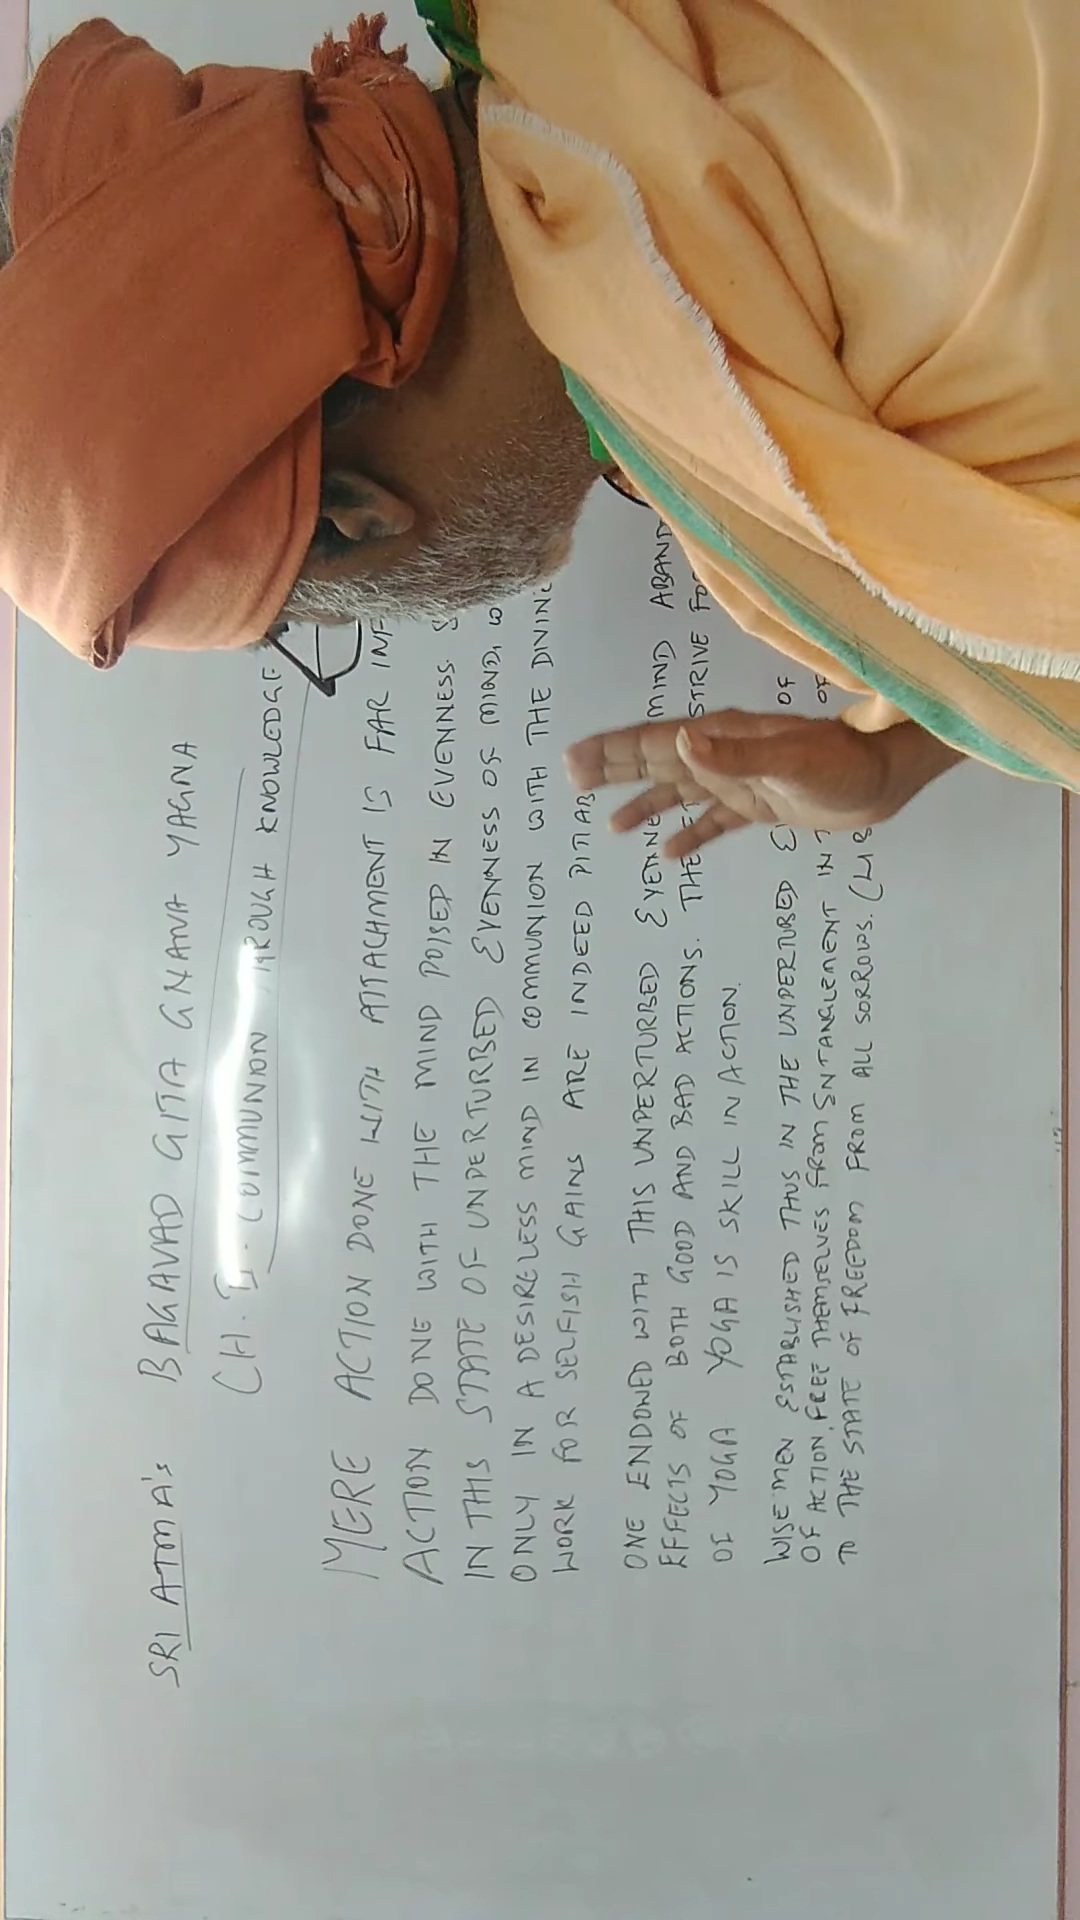 SRI ATMA'S BAGAVAD GITA GNANA YAGNA
CH. II. COMMUNION THROUGH KNOWLEDGE
MERE ACTION DONE WITH ATTACHMENT IS FAR INF
ACTION DONE WITH THE MIND POISED IN EVENNESS. S
IN THIS STATE OF UNDERTURBED EVENNESS OF MIND, W
ONLY IN A DESIRELESS MIND IN COMMUNION WITH THE DIVINE
WORK FOR SELFISH GAINS ARE INDEED PITIAB
ONE ENDOWED WITH THIS UNPERTURBED EVENNE MIND ABAND
EFFECTS OF BOTH GOOD AND BAD ACTIONS. THE STRIVE FO
OF YOGA YOGA IS SKILL IN ACTION.
WISE MEN ESTABLISHED THUS IN THE UNDERTURBED E OF
OF ACTION, FREE THEMSELVES FROM ENTANGLEMENT IN T OF
TO THE STATE OF FREEDOM FROM ALL SORROWS. (LIB